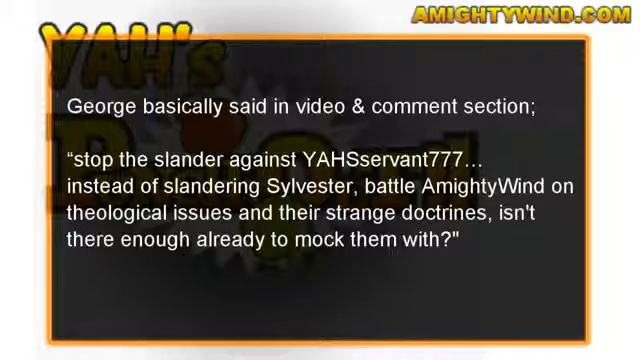 AMIGHTYWIND.COM
YAH's
George basically said in video & comment section;
“stop the slander against YAHSservant777...
instead of slandering Sylvester, battle AmightyWind on
theological issues and their strange doctrines, isn't
there enough already to mock them with?"